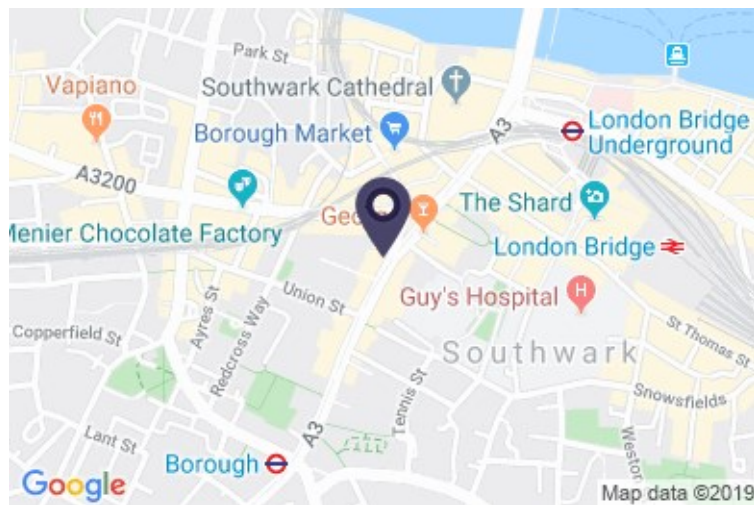 Park St
Vapiano
Southwark Cathedral
A3
London Bridge
Underground
Borough Market
A3200
The Shard
Menier Chocolate Factory
London Bridge
Union St
Guy's Hospital
Ayres St
Redcross Way
Copperfield St
St Thomas St
Southwark
Tennis St
Snowsfields
Lant St
A3
Borough
Google
Map data ©2019